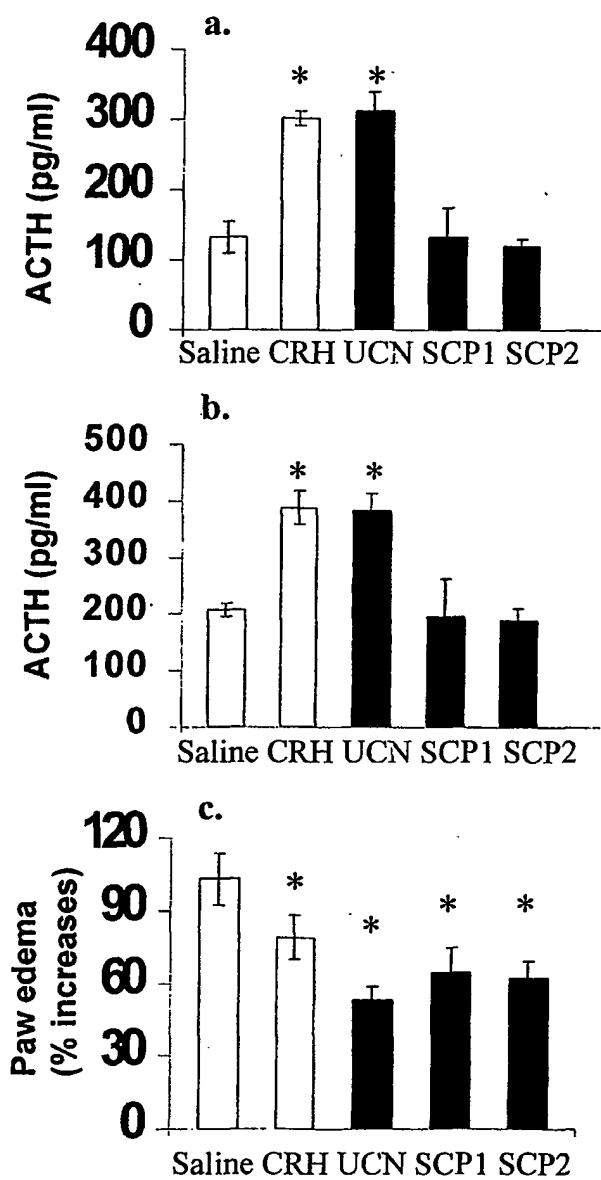 a.
ACTH (pg/ml)
400
300
200
100
0
* *
Saline CRH UCN SCP1 SCP2
b.
ACTH (pg/ml)
500
400
300
200
100
0
* *
Saline CRH UCN SCP1 SCP2
c.
Paw edema
(% increases)
120
90
60
30
0
* * * *
Saline CRH UCN SCP1 SCP2